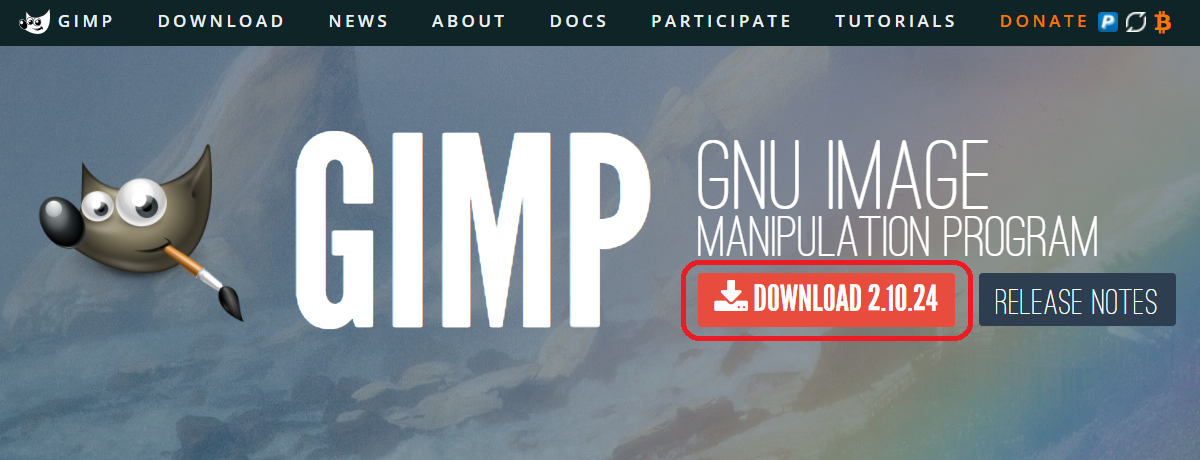 GIMP DOWNLOAD NEWS ABOUT DOCS PARTICIPATE TUTORIALS DONATE
GIMP
GNU IMAGE
MANIPULATION PROGRAM
DOWNLOAD 2.10.24
RELEASE NOTES